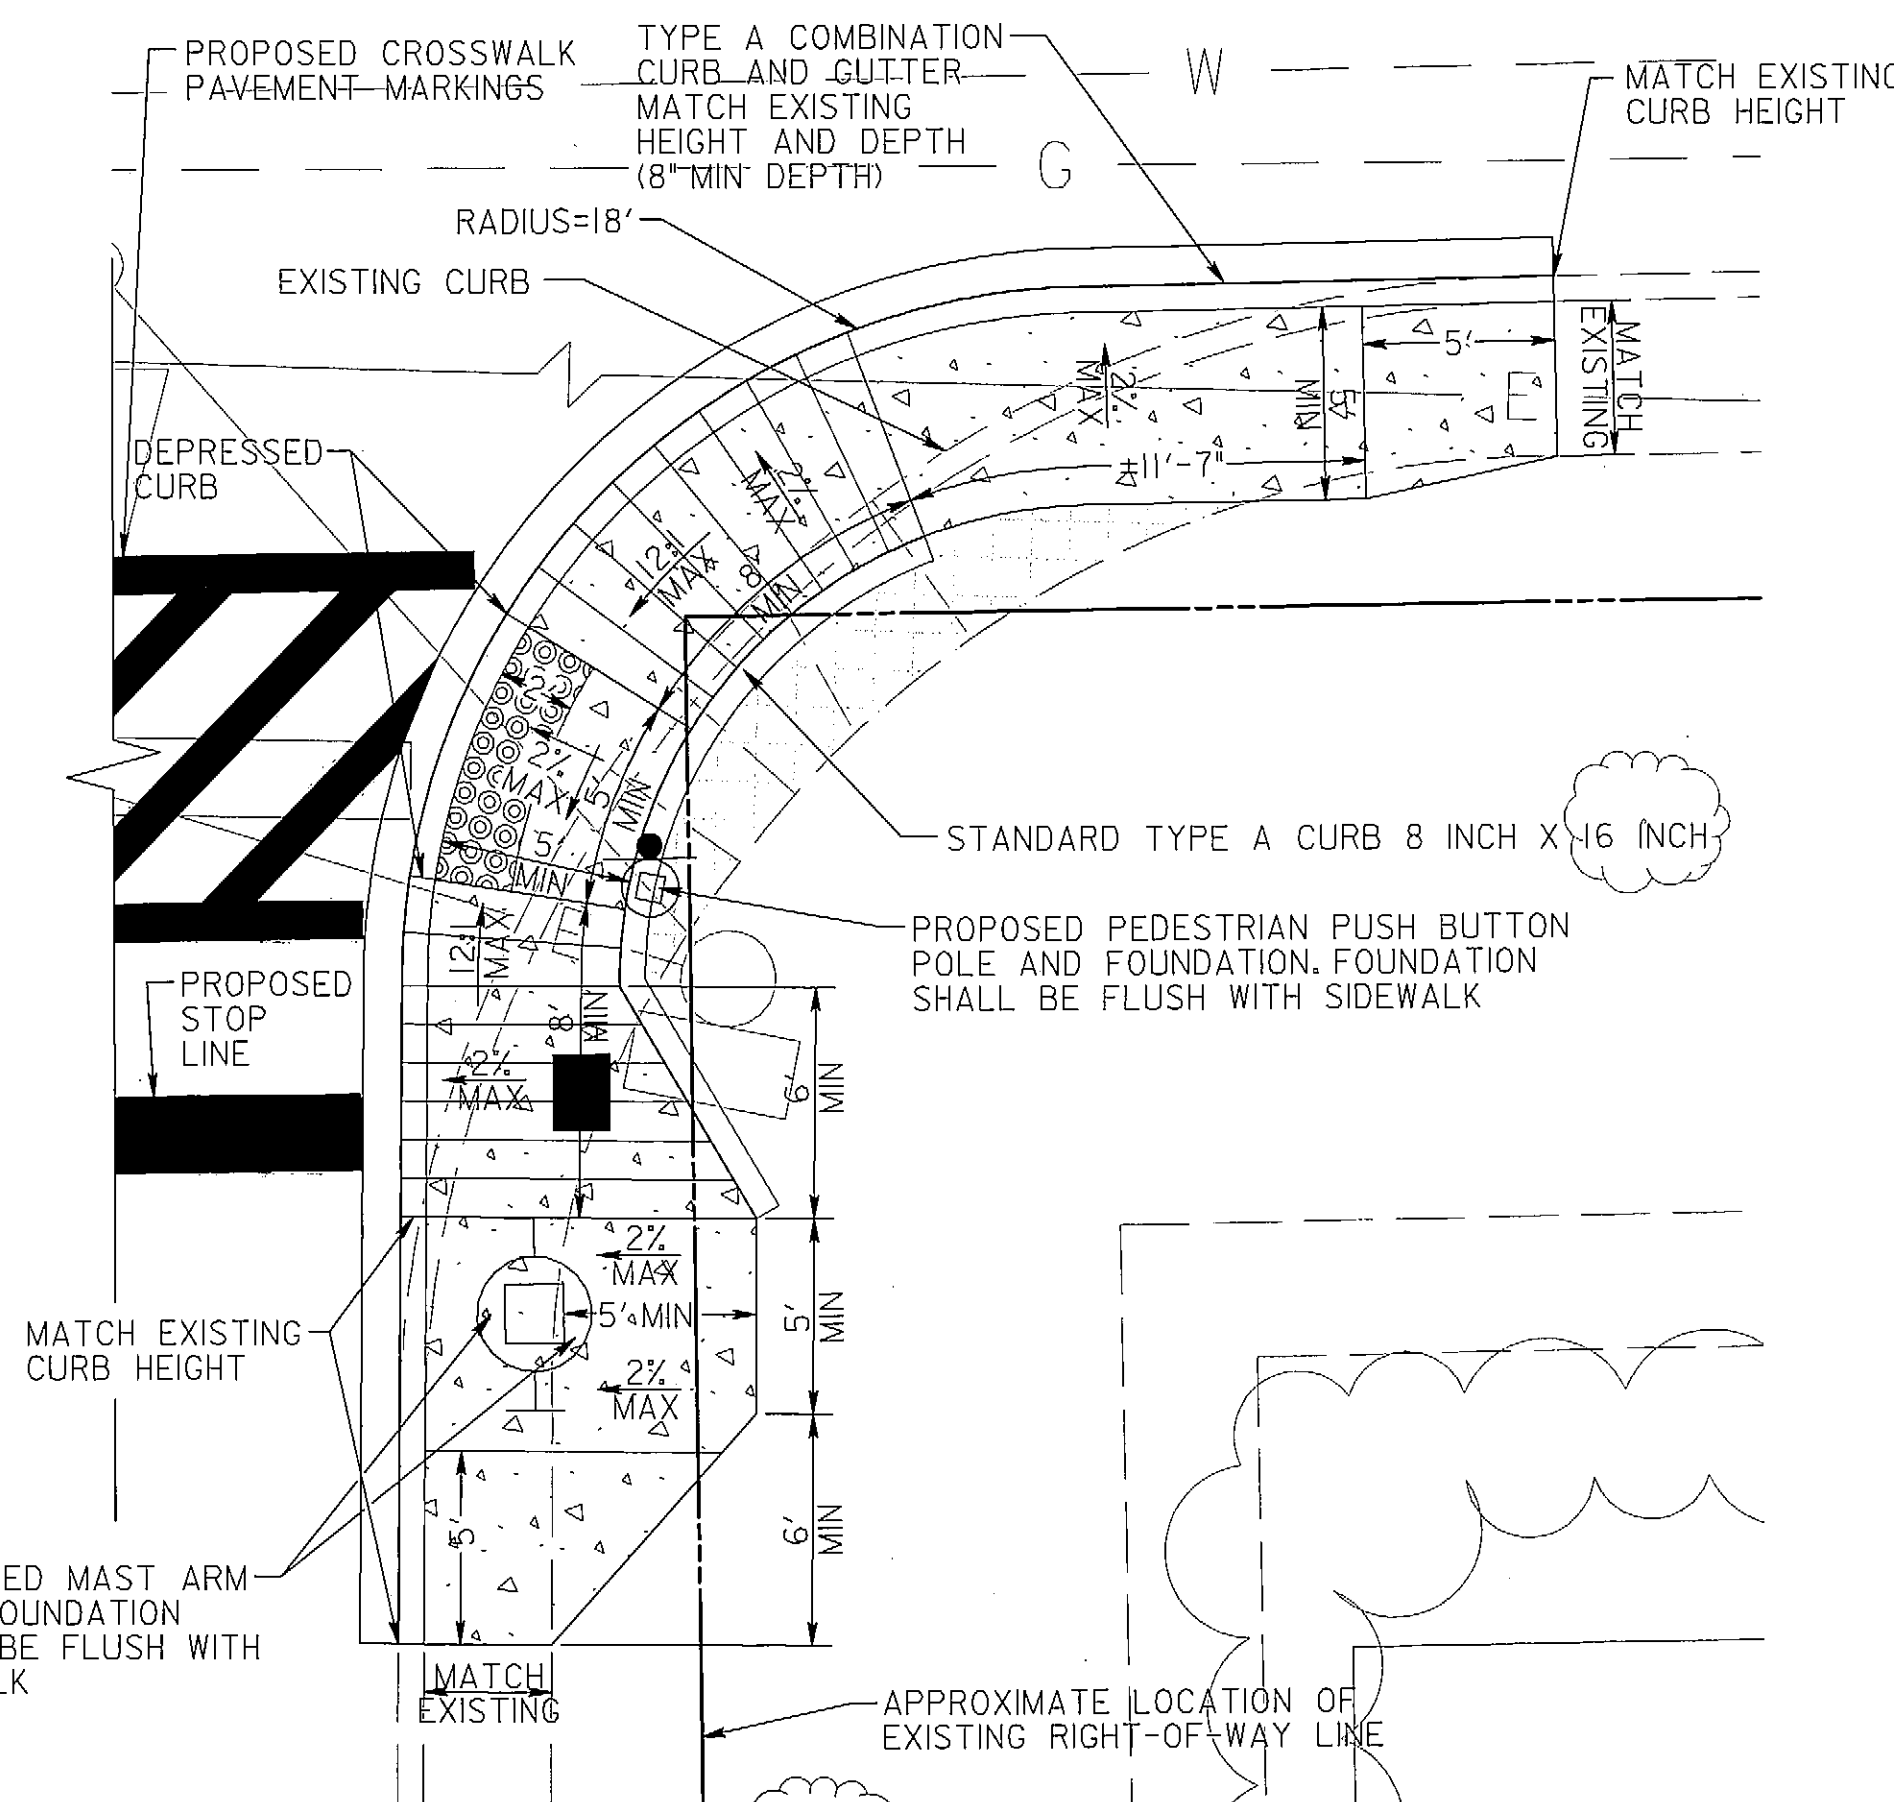 PROPOSED CROSSWALK
PAVEMENT MARKINGS
TYPE A COMBINATION
CURB AND GUTTER
MATCH EXISTING
HEIGHT AND DEPTH
(8" MIN DEPTH)
W
MATCH EXISTING
CURB HEIGHT
G
RADIUS=18'
EXISTING CURB
DEPRESSED
CURB
MATCH
EXISTING
5'
E
5'
MIN
2%
MAX
±11'-7"
2%
MAX
12:1
MAX
8'
MIN
2'
2%
MAX
5'
MIN
5'
MIN
STANDARD TYPE A CURB 8 INCH X 16 INCH
PROPOSED PEDESTRIAN PUSH BUTTON
POLE AND FOUNDATION. FOUNDATION
SHALL BE FLUSH WITH SIDEWALK
12:1
MAX
E
PROPOSED
STOP
LINE
8'
MIN
2%
MAX
6'
MIN
2%
MAX
5' MIN
5'
MIN
2%
MAX
MATCH EXISTING
CURB HEIGHT
5'
6'
MIN
ED MAST ARM
OUNDATION
BE FLUSH WITH
LK
MATCH
EXISTING
APPROXIMATE LOCATION OF
EXISTING RIGHT-OF-WAY LINE